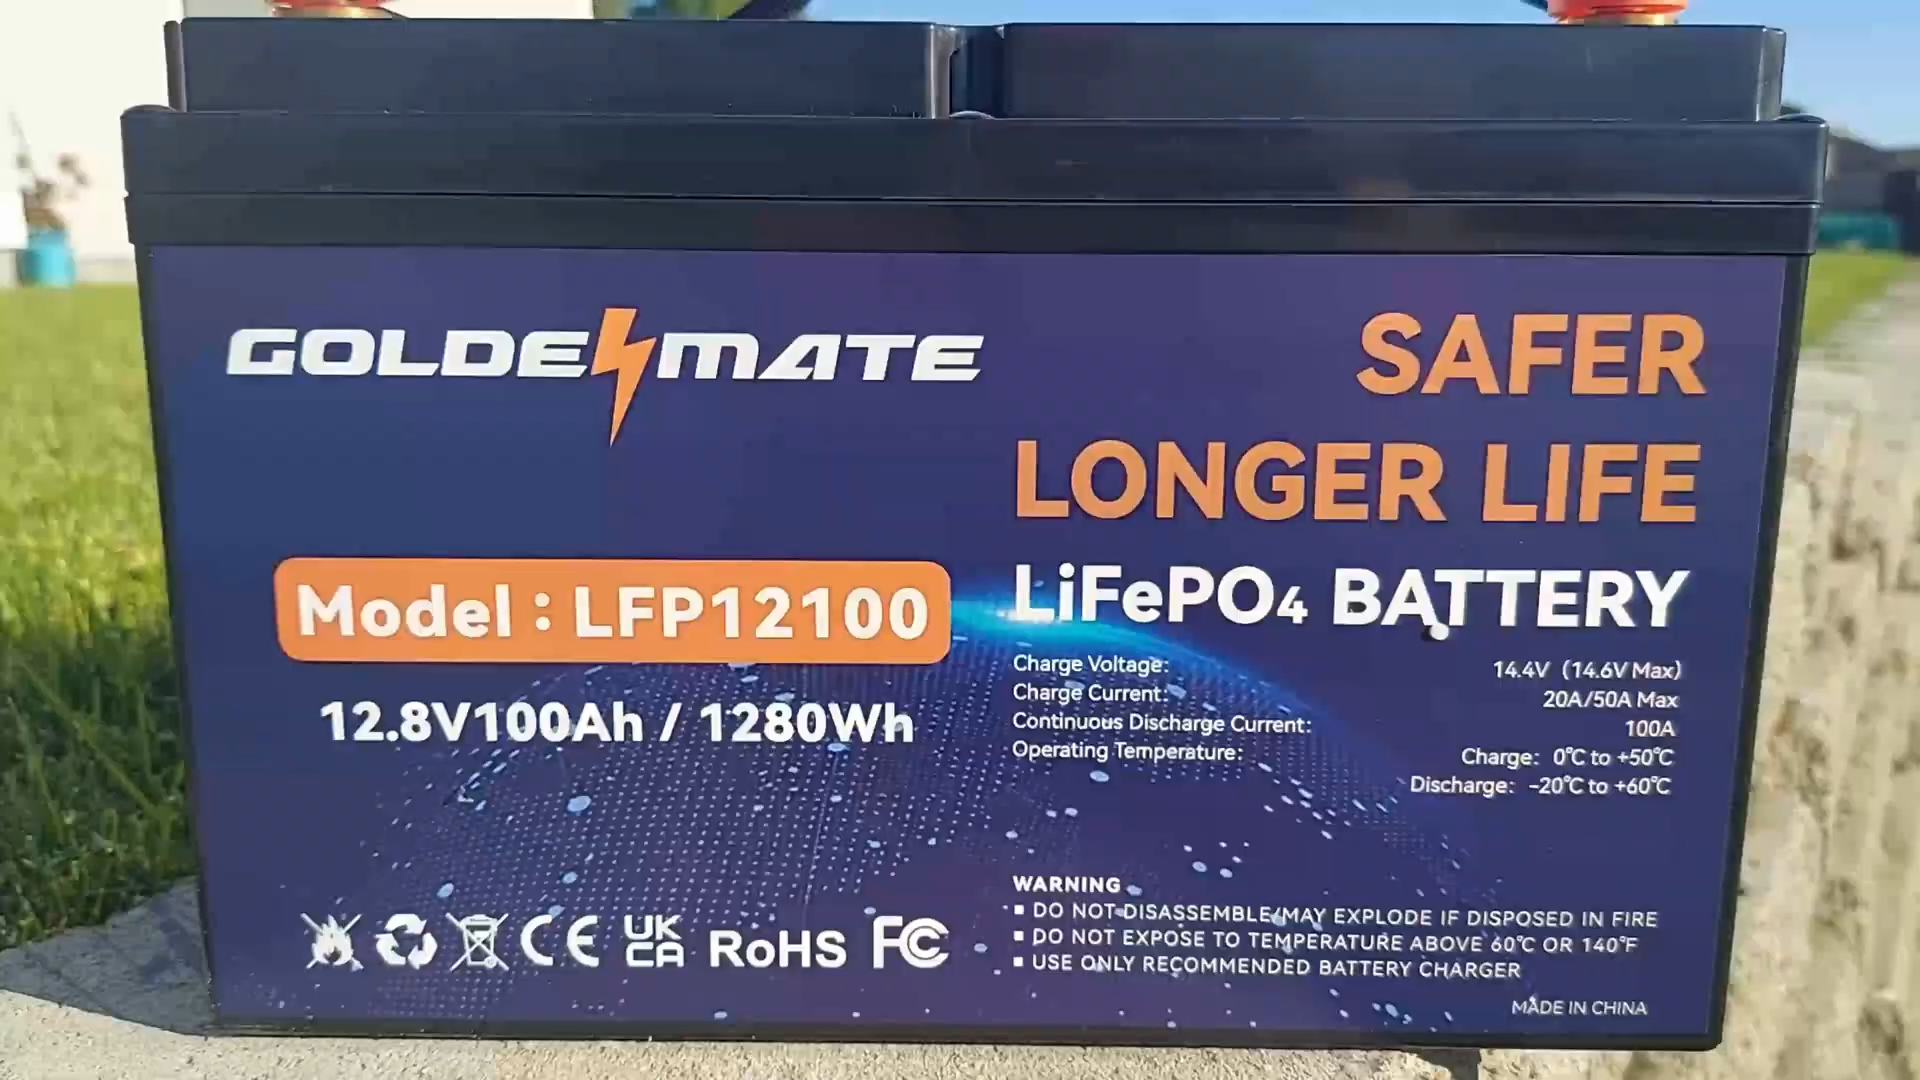 GOLDENMATE
SAFER
LONGER LIFE
Model : LFP12100
12.8V100Ah / 1280Wh
LiFePO₄ BATTERY
Charge Voltage: 14.4V (14.6V Max)
Charge Current: 20A/50A Max
Continuous Discharge Current: 100A
Operating Temperature: Charge: 0℃ to +50℃
Discharge: -20℃ to +60℃
CE UK CA RoHS FC
WARNING
▪ DO NOT DISASSEMBLE/MAY EXPLODE IF DISPOSED IN FIRE
▪ DO NOT EXPOSE TO TEMPERATURE ABOVE 60℃ OR 140℉
▪ USE ONLY RECOMMENDED BATTERY CHARGER
MADE IN CHINA